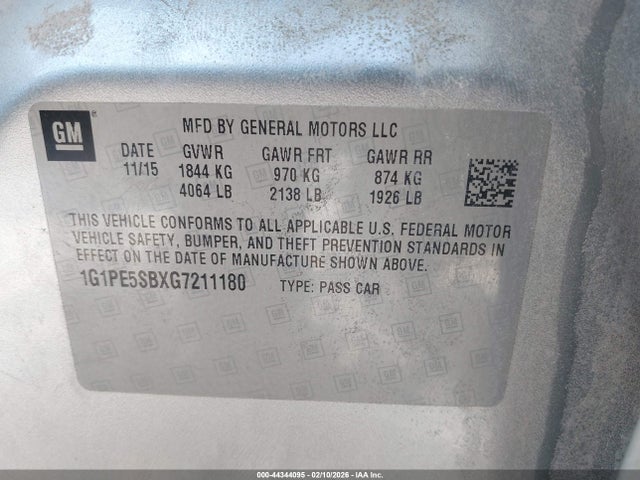 GM
MFD BY GENERAL MOTORS LLC
DATE GVWR GAWR FRT GAWR RR
11/15 1844 KG 970 KG 874 KG
4064 LB 2138 LB 1926 LB
THIS VEHICLE CONFORMS TO ALL APPLICABLE U.S. FEDERAL MOTOR
VEHICLE SAFETY, BUMPER, AND THEFT PREVENTION STANDARDS IN
EFFECT ON THE DATE OF MANUFACTURE SHOWN ABOVE.
1G1PE5SBXG7211180 TYPE: PASS CAR
000-44344095 - 02/10/2026 - IAA Inc.